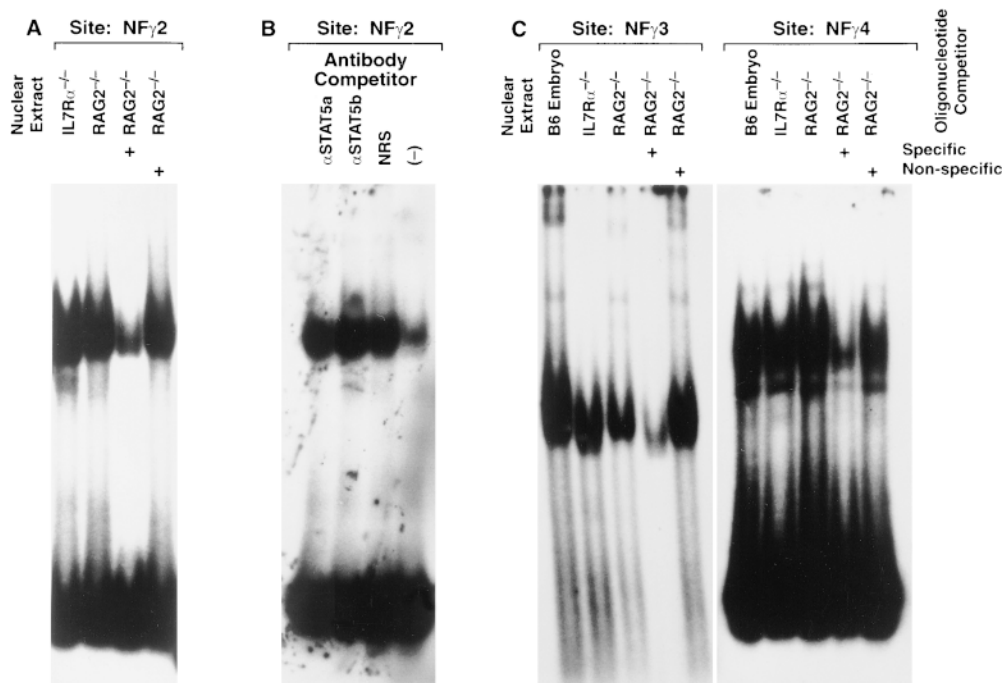 A
Site: NFγ2
Nuclear
Extract
IL7Rα−/−
RAG2−/−
RAG2−/−
RAG2−/−
+
+
B
Site: NFγ2
Antibody
Competitor
αSTAT5a
αSTAT5b
NRS
(−)
C
Site: NFγ3
Nuclear
Extract
B6 Embryo
IL7Rα−/−
RAG2−/−
RAG2−/−
RAG2−/−
+
+
Site: NFγ4
B6 Embryo
IL7Rα−/−
RAG2−/−
RAG2−/−
RAG2−/−
Oligonucleotide
Competitor
+ Specific
+ Non-specific